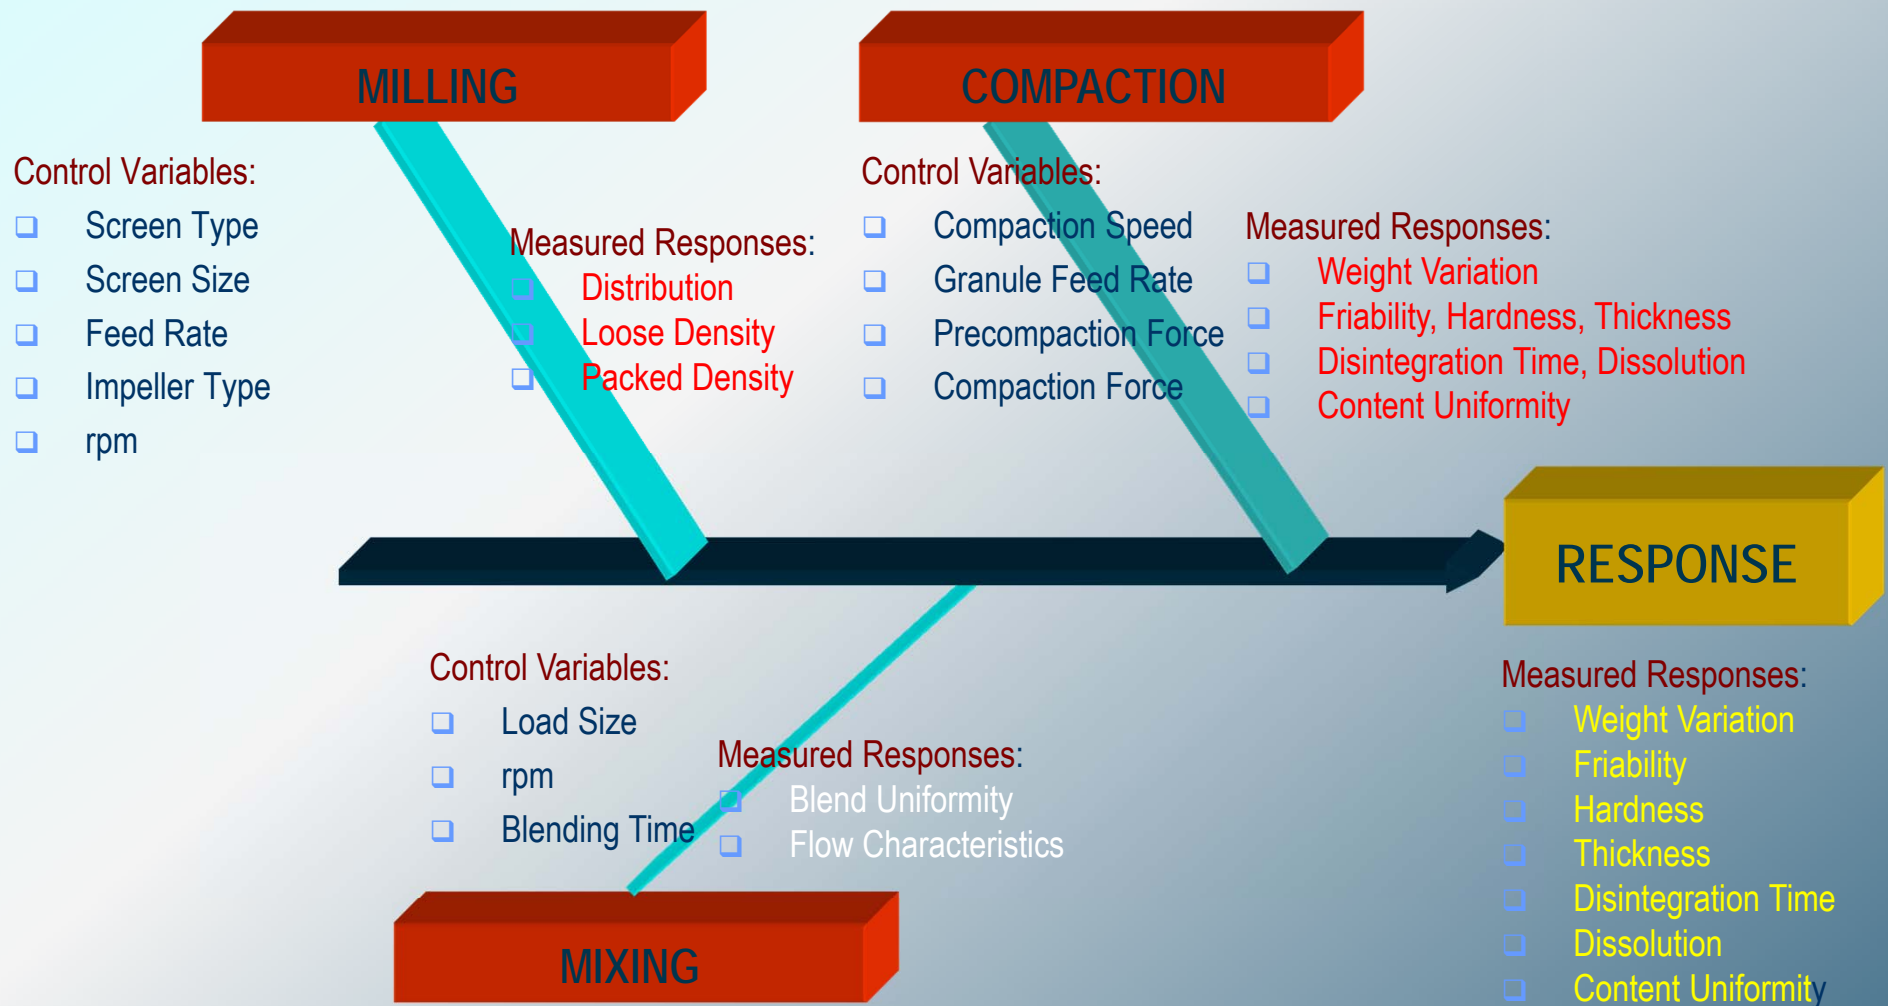 MILLING
Control Variables:
Screen Type
Screen Size
Feed Rate
Impeller Type
rpm
Measured Responses:
Distribution
Loose Density
Packed Density
COMPACTION
Control Variables:
Compaction Speed
Granule Feed Rate
Precompaction Force
Compaction Force
Measured Responses:
Weight Variation
Friability, Hardness, Thickness
Disintegration Time, Dissolution
Content Uniformity
Control Variables:
Load Size
rpm
Blending Time
Measured Responses:
Blend Uniformity
Flow Characteristics
MIXING
RESPONSE
Measured Responses:
Weight Variation
Friability
Hardness
Thickness
Disintegration Time
Dissolution
Content Uniformity